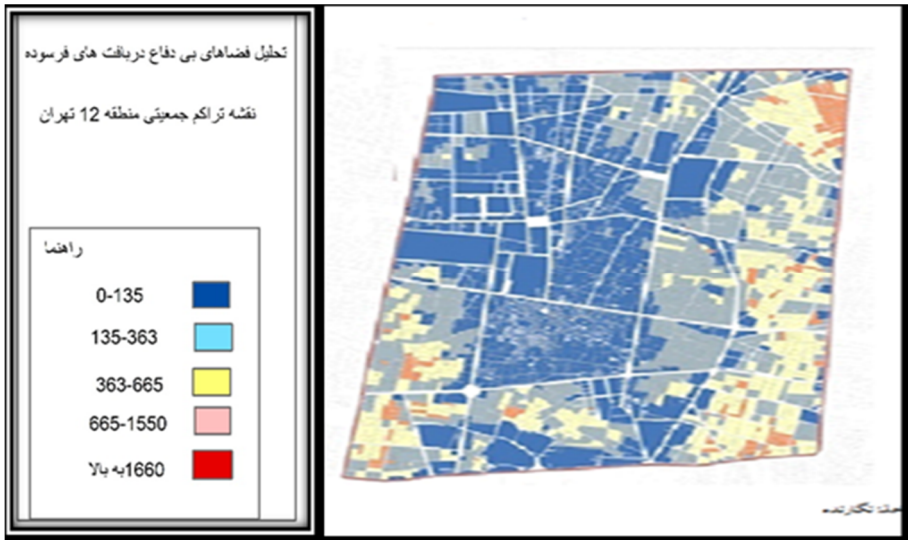 تحلیل فضاهای بی دفاع دربافت های فرسوده
نقشه تراکم جمعیتی منطقه 12 تهران
راهنما
0-135
135-363
363-665
665-1550
1660به بالا
نگارنده